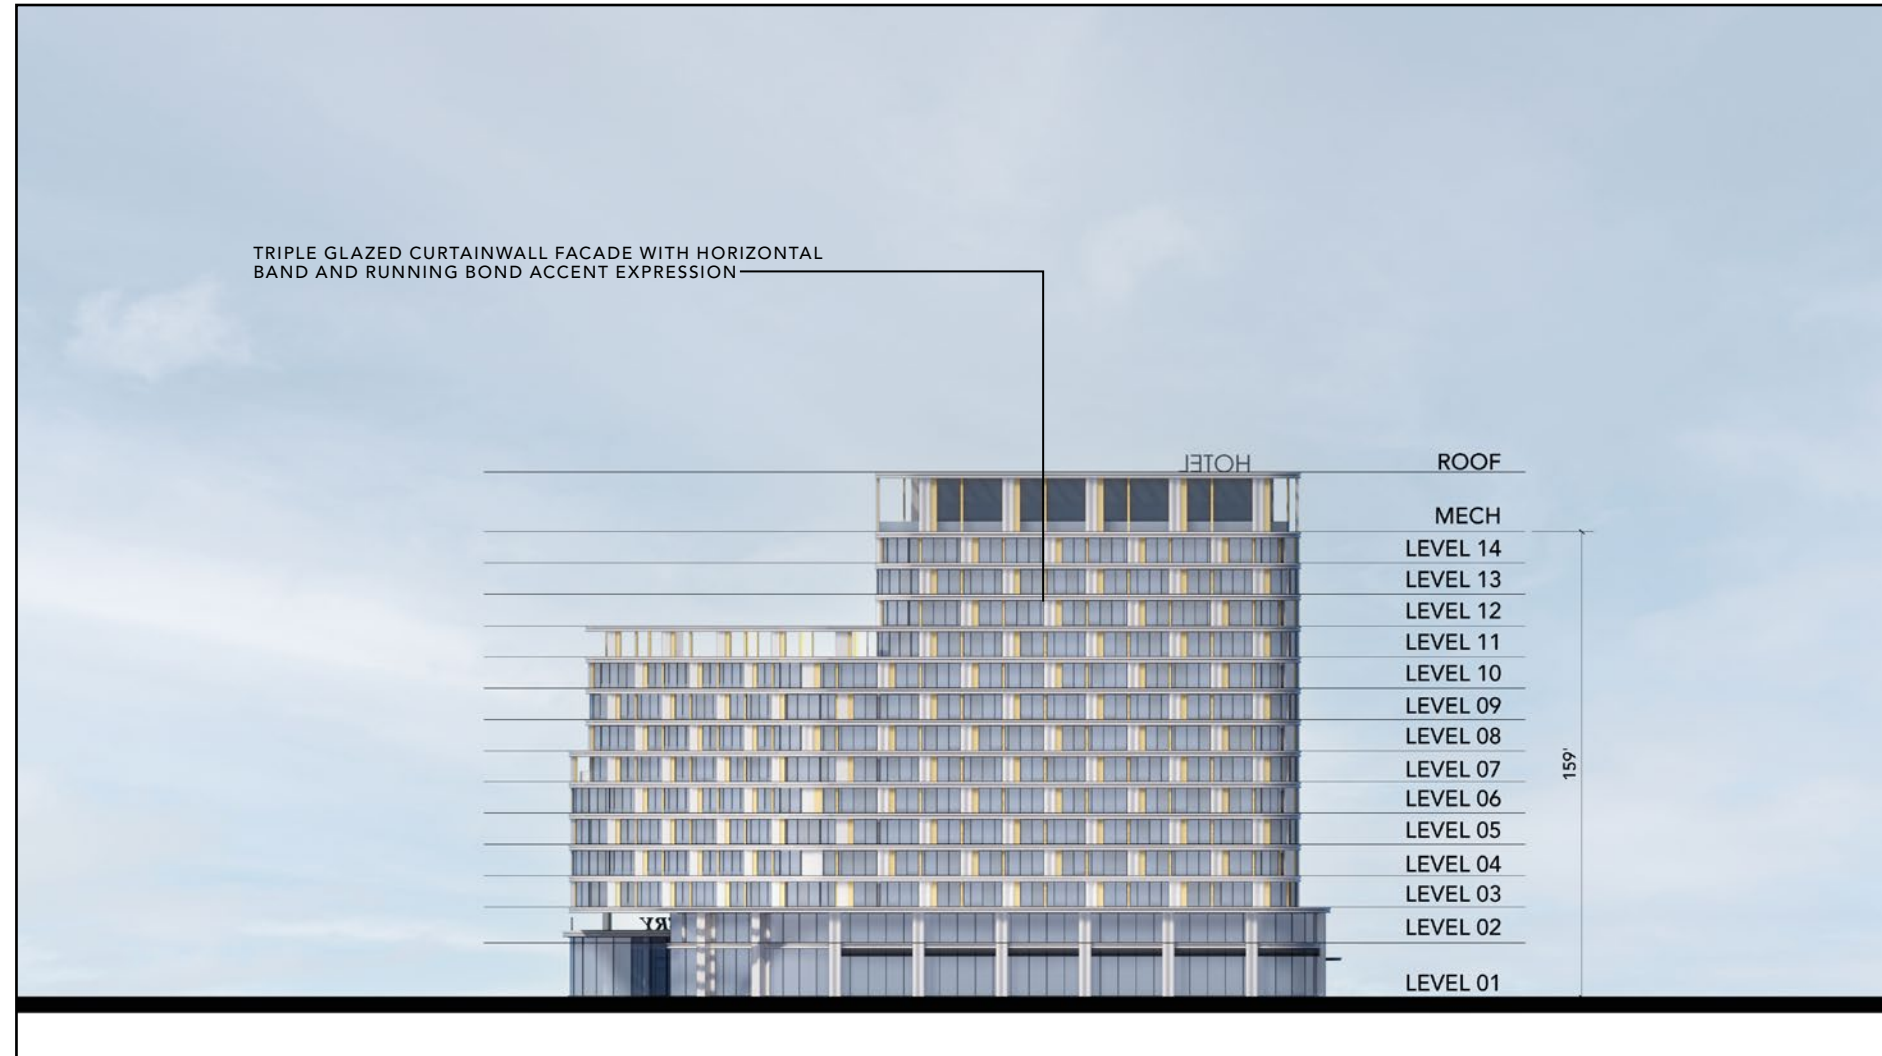 TRIPLE GLAZED CURTAINWALL FACADE WITH HORIZONTAL
BAND AND RUNNING BOND ACCENT EXPRESSION
HOTEL
ROOF
MECH
LEVEL 14
LEVEL 13
LEVEL 12
LEVEL 11
LEVEL 10
LEVEL 09
LEVEL 08
LEVEL 07
LEVEL 06
LEVEL 05
LEVEL 04
LEVEL 03
LEVEL 02
LEVEL 01
159'